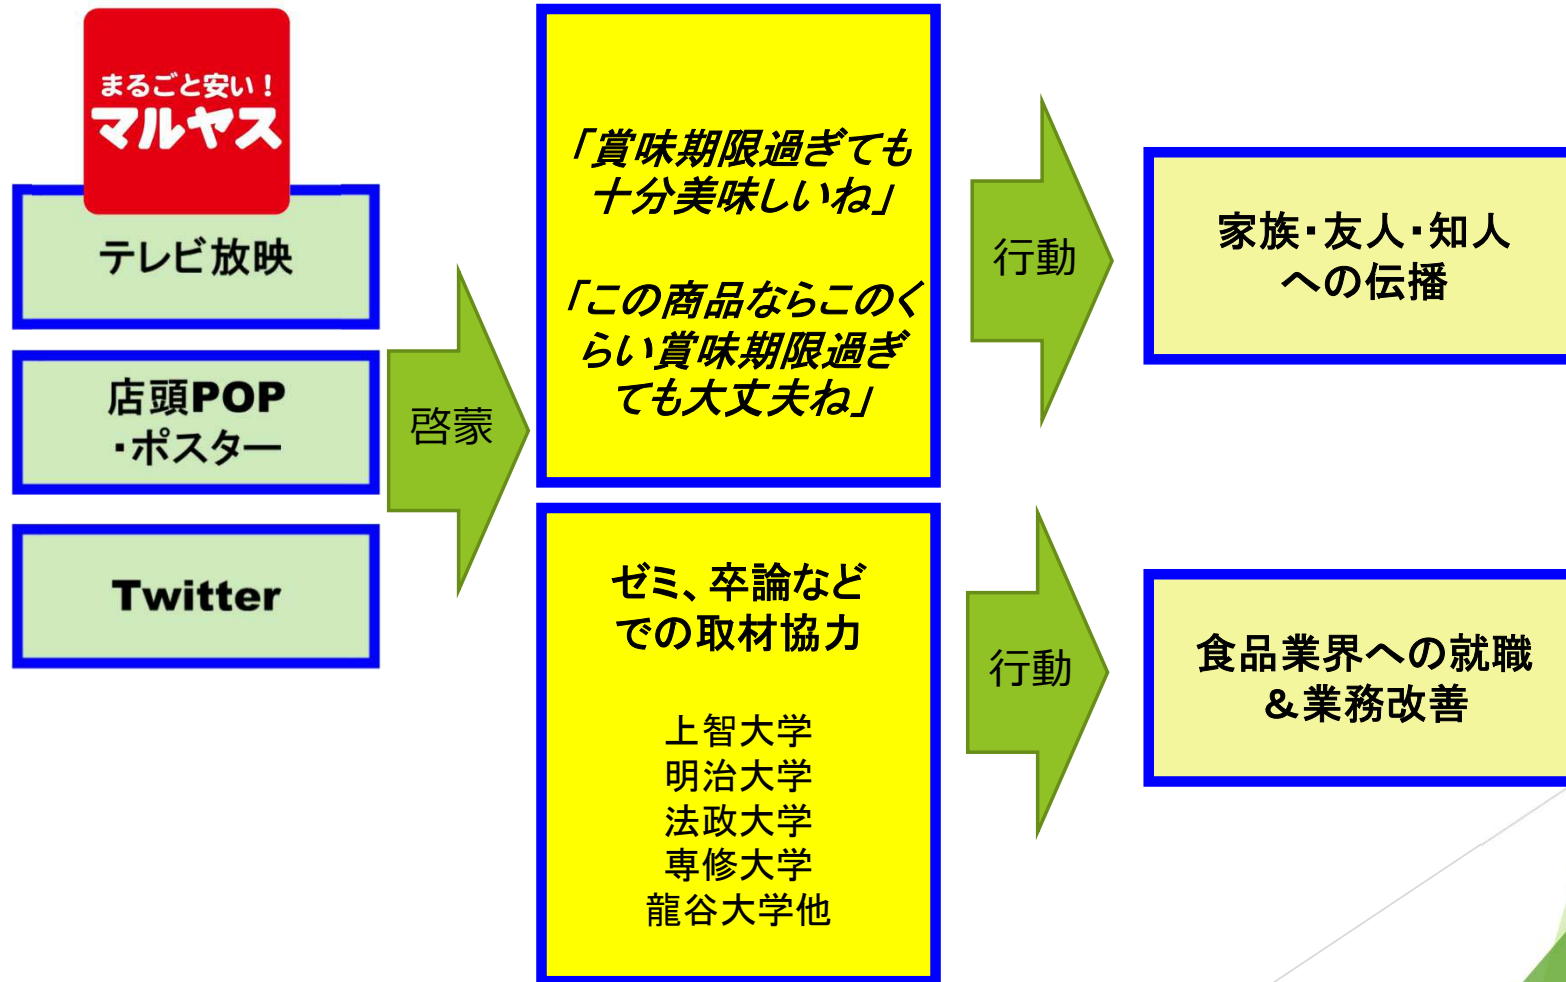 まるごと安い！
マルヤス
テレビ放映
店頭POP
・ポスター
Twitter
啓蒙
「賞味期限過ぎても
十分美味しいね」
「この商品ならこのく
らい賞味期限過ぎ
ても大丈夫ね」
ゼミ、卒論など
での取材協力
上智大学
明治大学
法政大学
専修大学
龍谷大学他
行動
家族・友人・知人
への伝播
行動
食品業界への就職
＆業務改善